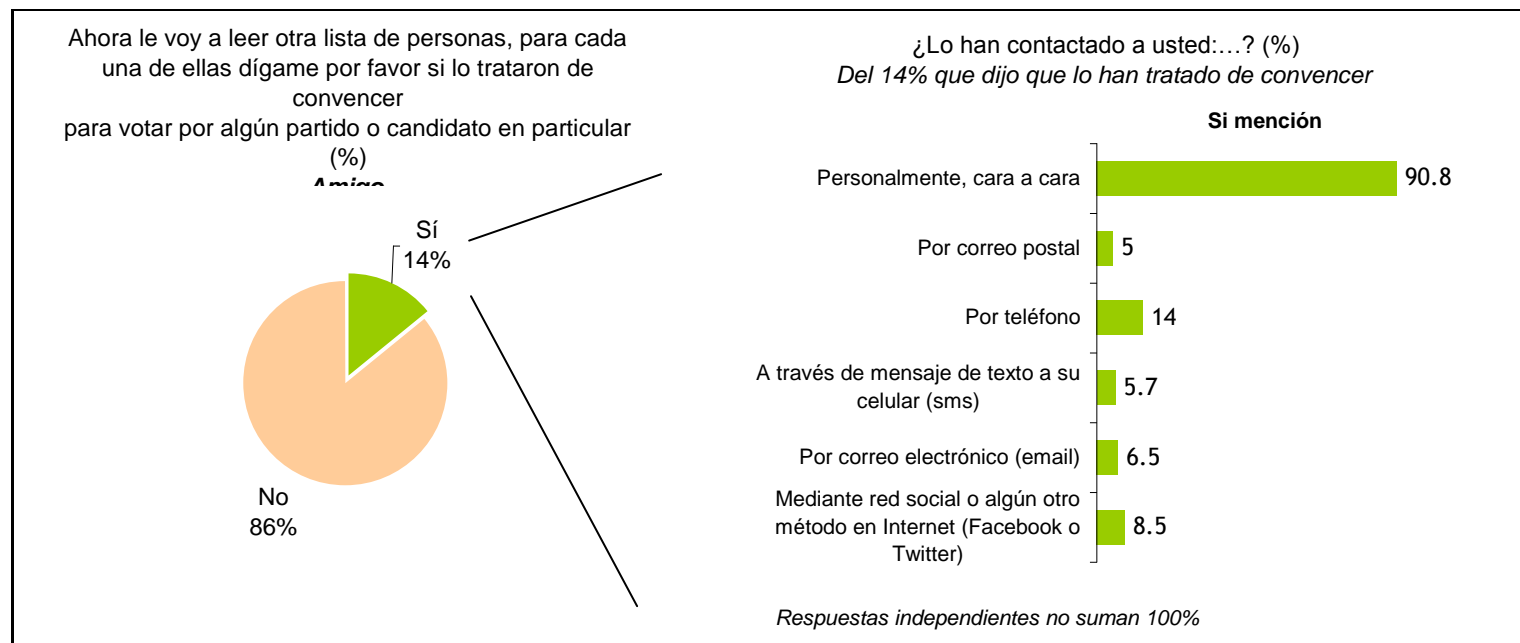 Ahora le voy a leer otra lista de personas, para cada
una de ellas dígame por favor si lo trataron de
convencer
para votar por algún partido o candidato en particular
(%)
Amigo
Sí
14%
No
86%
¿Lo han contactado a usted:…? (%)
Del 14% que dijo que lo han tratado de convencer
Si mención
Personalmente, cara a cara
90.8
Por correo postal
5
Por teléfono
14
A través de mensaje de texto a su
celular (sms)
5.7
Por correo electrónico (email)
6.5
Mediante red social o algún otro
método en Internet (Facebook o
Twitter)
8.5
Respuestas independientes no suman 100%